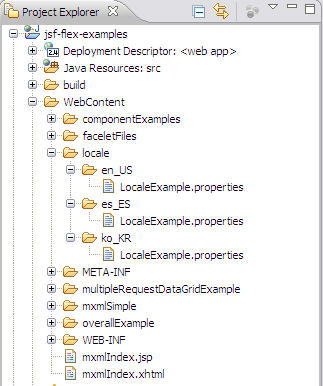 Project Explorer
jsf-flex-examples
Deployment Descriptor: <web app>
Java Resources: src
build
WebContent
componentExamples
faceletFiles
locale
en_US
LocaleExample.properties
es_ES
LocaleExample.properties
ko_KR
LocaleExample.properties
META-INF
multipleRequestDataGridExample
mxmlSimple
overallExample
WEB-INF
mxmlIndex.jsp
mxmlIndex.xhtml